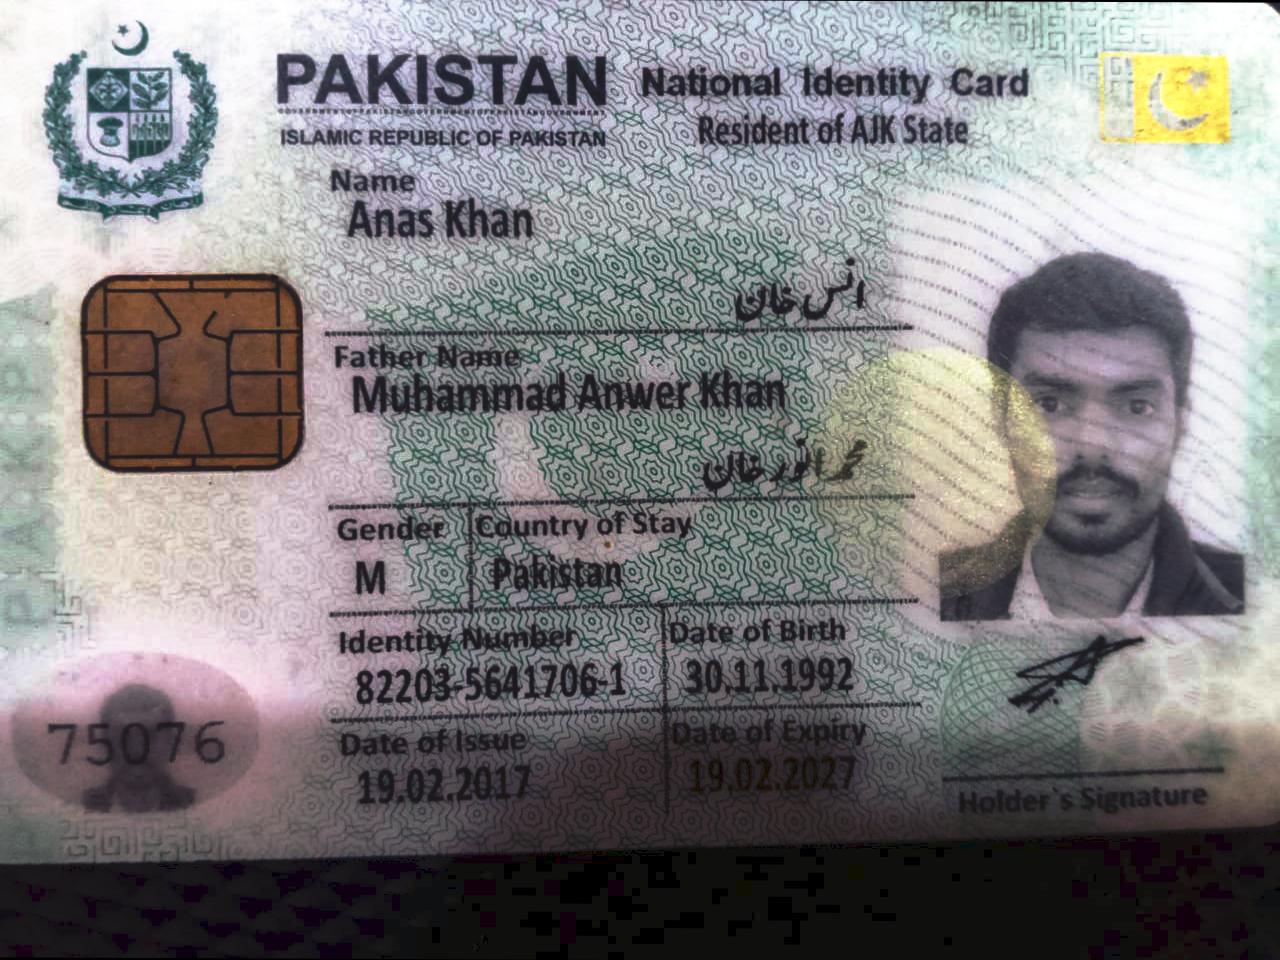 PAKISTAN National Identity Card
ISLAMIC REPUBLIC OF PAKISTAN Resident of AJK State
Name
Anas Khan
انس خان
Father Name
Muhammad Anwer Khan
محمد انور خان
Gender Country of Stay
M Pakistan
Identity Number Date of Birth
82203-5641706-1 30.11.1992
75076
Date of Issue Date of Expiry
19.02.2017 19.02.2027
Holder's Signature